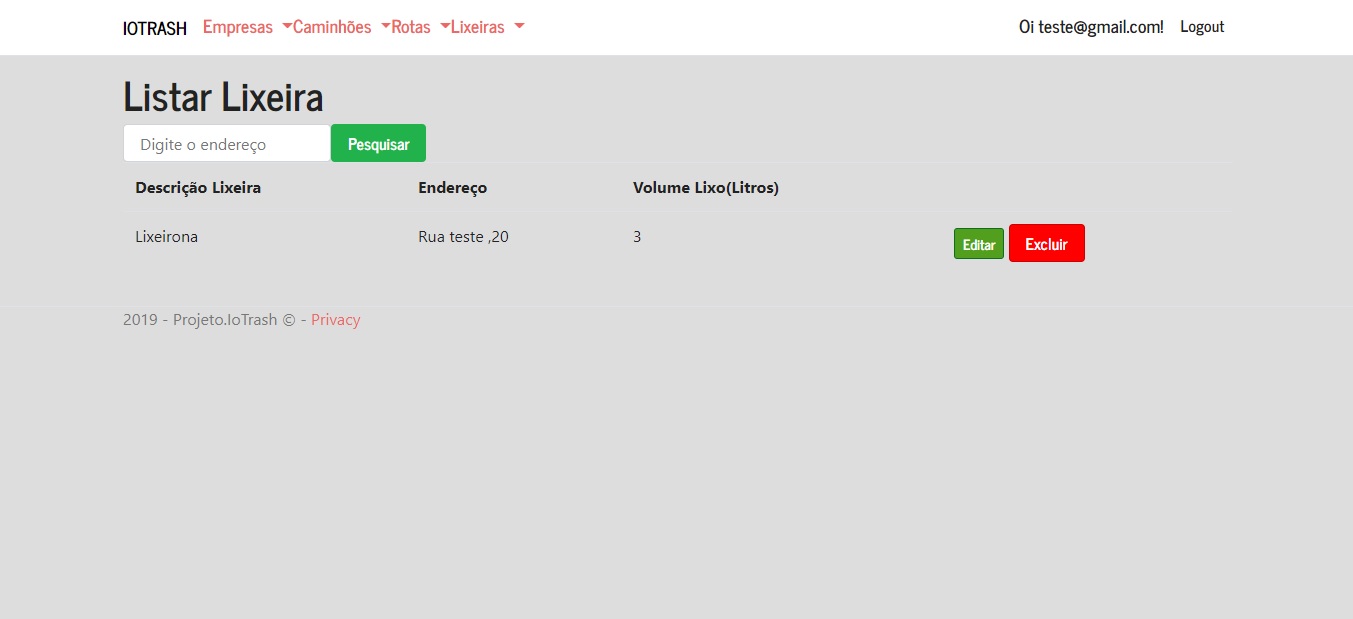 IOTRASH Empresas Caminhões Rotas Lixeiras Oi teste@gmail.com! Logout
Listar Lixeira
Digite o endereço Pesquisar
Descrição Lixeira Endereço Volume Lixo(Litros)
Lixeirona Rua teste ,20 3 Editar Excluir
2019 - Projeto.IoTrash © - Privacy